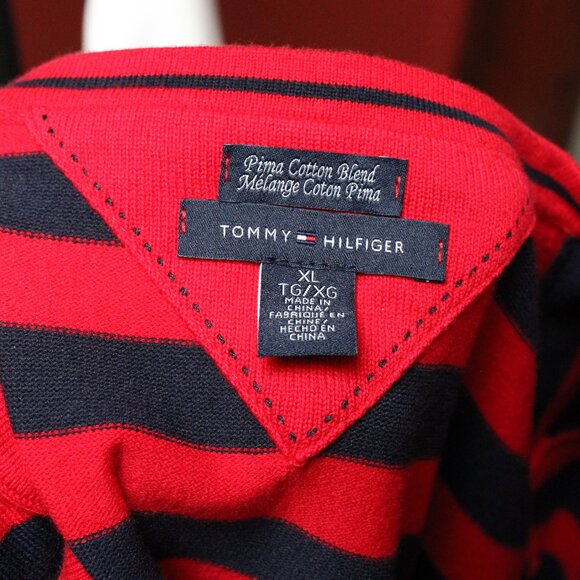 Pima Cotton Blend
Mélange Coton Pima
TOMMY HILFIGER
XL
TG/XG
MADE IN
CHINA/
FABRIQUE EN
CHINE/
HECHO EN
CHINA